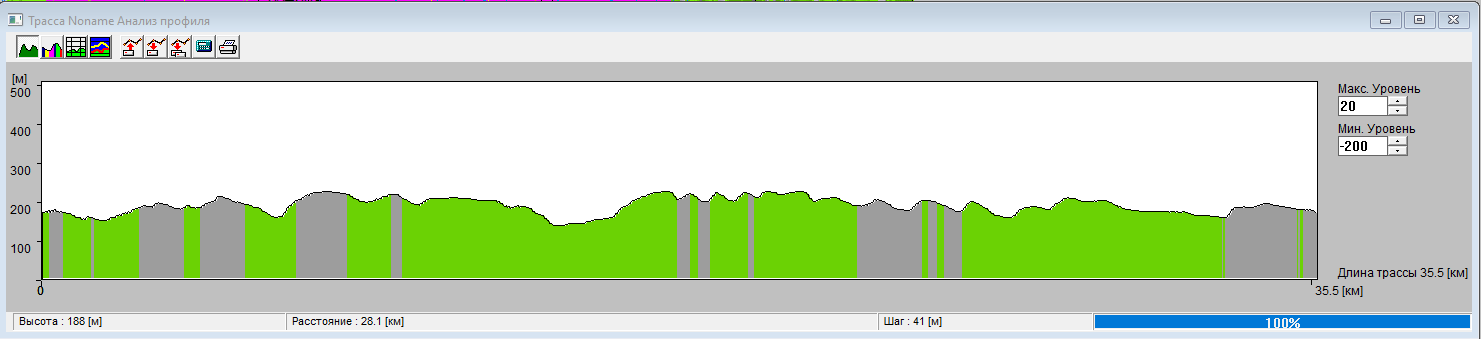 Трасса Noname Анализ профиля
[м]
500
400
300
200
100
0
35.5 [км]
Макс. Уровень
20
Мин. Уровень
-200
Длина трассы 35.5 [км]
Высота : 188 [м]
Расстояние : 28.1 [км]
Шаг : 41 [м]
100%